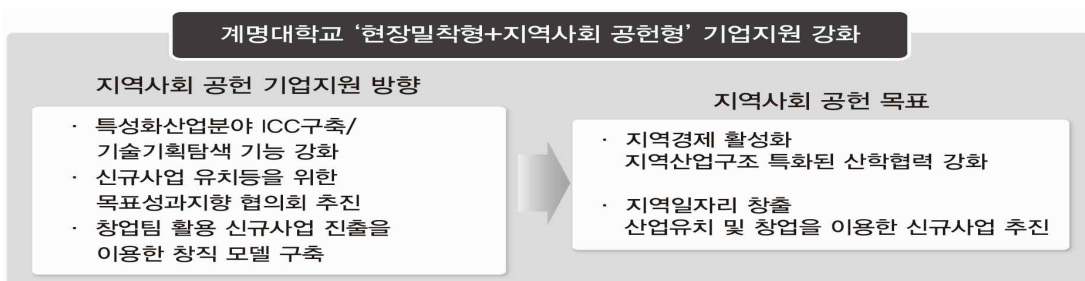 계명대학교 ‘현장밀착형+지역사회 공헌형’ 기업지원 강화
지역사회 공헌 기업지원 방향
· 특성화산업분야 ICC구축/
기술기획탐색 기능 강화
· 신규사업 유치등을 위한
목표성과지향 협의회 추진
· 창업팀 활용 신규사업 진출을
이용한 창직 모델 구축
지역사회 공헌 목표
· 지역경제 활성화
지역산업구조 특화된 산학협력 강화
· 지역일자리 창출
산업유치 및 창업을 이용한 신규사업 추진